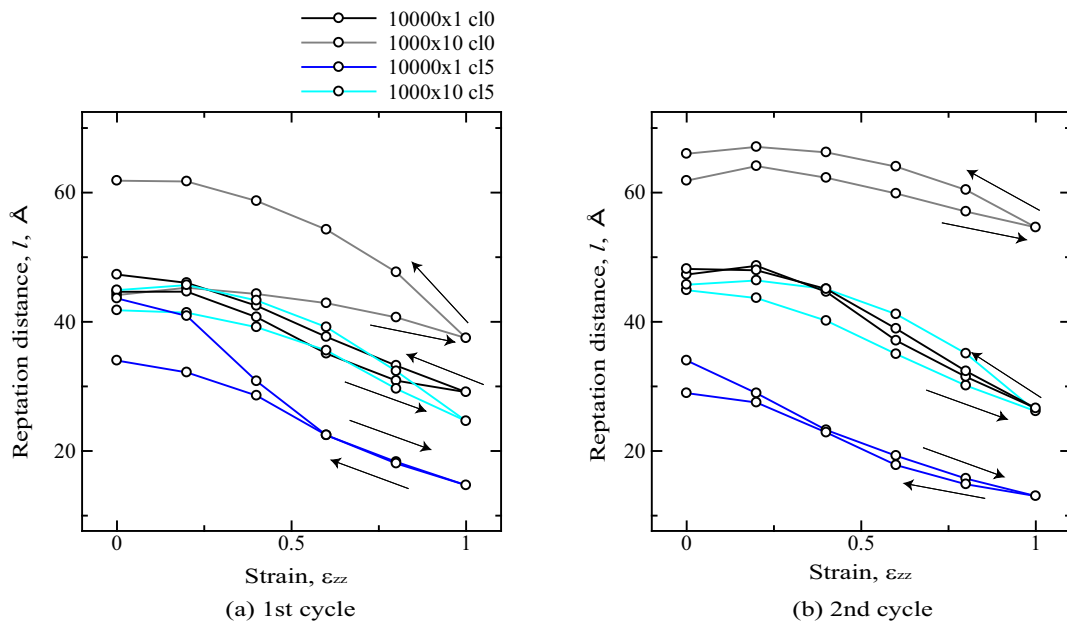 10000x1 cl0
1000x10 cl0
10000x1 cl5
1000x10 cl5
Reptation distance, l, Å
60
40
20
0
0.5
1
Strain, εzz
(a) 1st cycle
Reptation distance, l, Å
60
40
20
0
0.5
1
Strain, εzz
(b) 2nd cycle